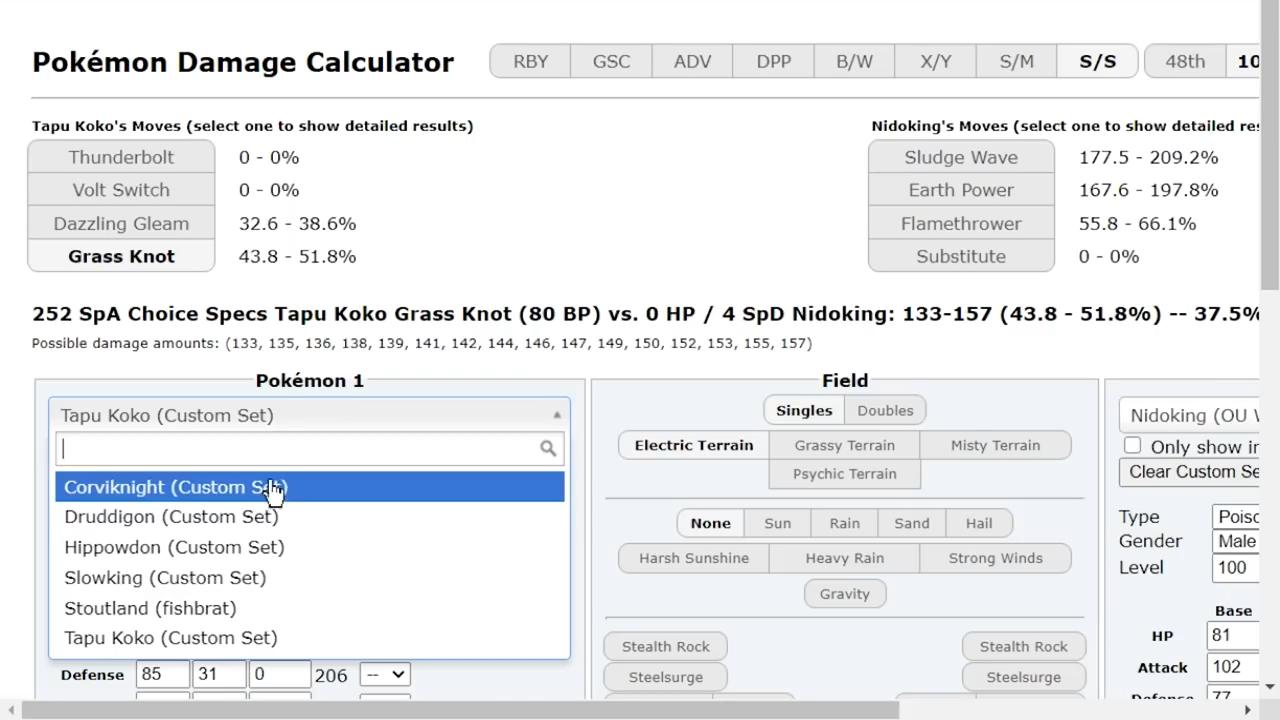 Pokémon Damage Calculator
RBY GSC ADV DPP B/W X/Y S/M S/S 48th 10
Tapu Koko's Moves (select one to show detailed results)
Thunderbolt 0 - 0%
Volt Switch 0 - 0%
Dazzling Gleam 32.6 - 38.6%
Grass Knot 43.8 - 51.8%
Nidoking's Moves (select one to show detailed res
Sludge Wave 177.5 - 209.2%
Earth Power 167.6 - 197.8%
Flamethrower 55.8 - 66.1%
Substitute 0 - 0%
252 SpA Choice Specs Tapu Koko Grass Knot (80 BP) vs. 0 HP / 4 SpD Nidoking: 133-157 (43.8 - 51.8%) -- 37.5%
Possible damage amounts: (133, 135, 136, 138, 139, 141, 142, 144, 146, 147, 149, 150, 152, 153, 155, 157)
Pokémon 1
Tapu Koko (Custom Set)
Corviknight (Custom Set)
Druddigon (Custom Set)
Hippowdon (Custom Set)
Slowking (Custom Set)
Stoutland (fishbrat)
Tapu Koko (Custom Set)
Defense 85 31 0 206 --
Field
Singles Doubles
Electric Terrain Grassy Terrain Misty Terrain
Psychic Terrain
None Sun Rain Sand Hail
Harsh Sunshine Heavy Rain Strong Winds
Gravity
Stealth Rock Stealth Rock
Steelsurge Steelsurge
Nidoking (OU W
Only show in
Clear Custom Se
Type Poiso
Gender Male
Level 100
Base
HP 81
Attack 102
Defense 77